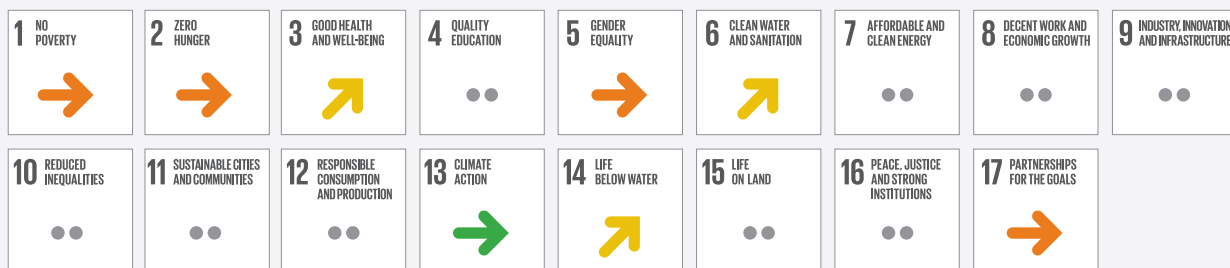 1 NO
POVERTY
2 ZERO
HUNGER
3 GOOD HEALTH
AND WELL-BEING
4 QUALITY
EDUCATION
5 GENDER
EQUALITY
6 CLEAN WATER
AND SANITATION
7 AFFORDABLE AND
CLEAN ENERGY
8 DECENT WORK AND
ECONOMIC GROWTH
9 INDUSTRY, INNOVATION
AND INFRASTRUCTURE
10 REDUCED
INEQUALITIES
11 SUSTAINABLE CITIES
AND COMMUNITIES
12 RESPONSIBLE
CONSUMPTION
AND PRODUCTION
13 CLIMATE
ACTION
14 LIFE
BELOW WATER
15 LIFE
ON LAND
16 PEACE, JUSTICE
AND STRONG
INSTITUTIONS
17 PARTNERSHIPS
FOR THE GOALS